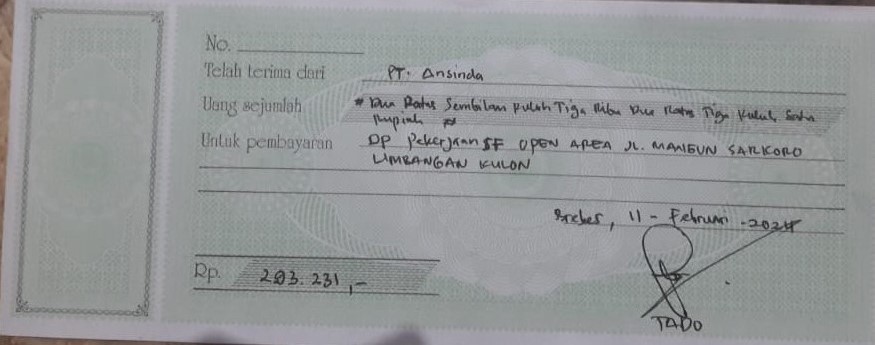 No.
Telah terima dari PT. Ansinda
Uang sejumlah # Dua Ratus Sembilan Puluh Tiga Ribu Dua Ratus Tiga Puluh Satu
Rupiah #
Untuk pembayaran DP Pekerjaan SF OPEN AREA JL. MANGUN SARKORO
LIMBANGAN KULON
Brebes, 11 - Februari - 2024
Rp. 293.231,-
TADO